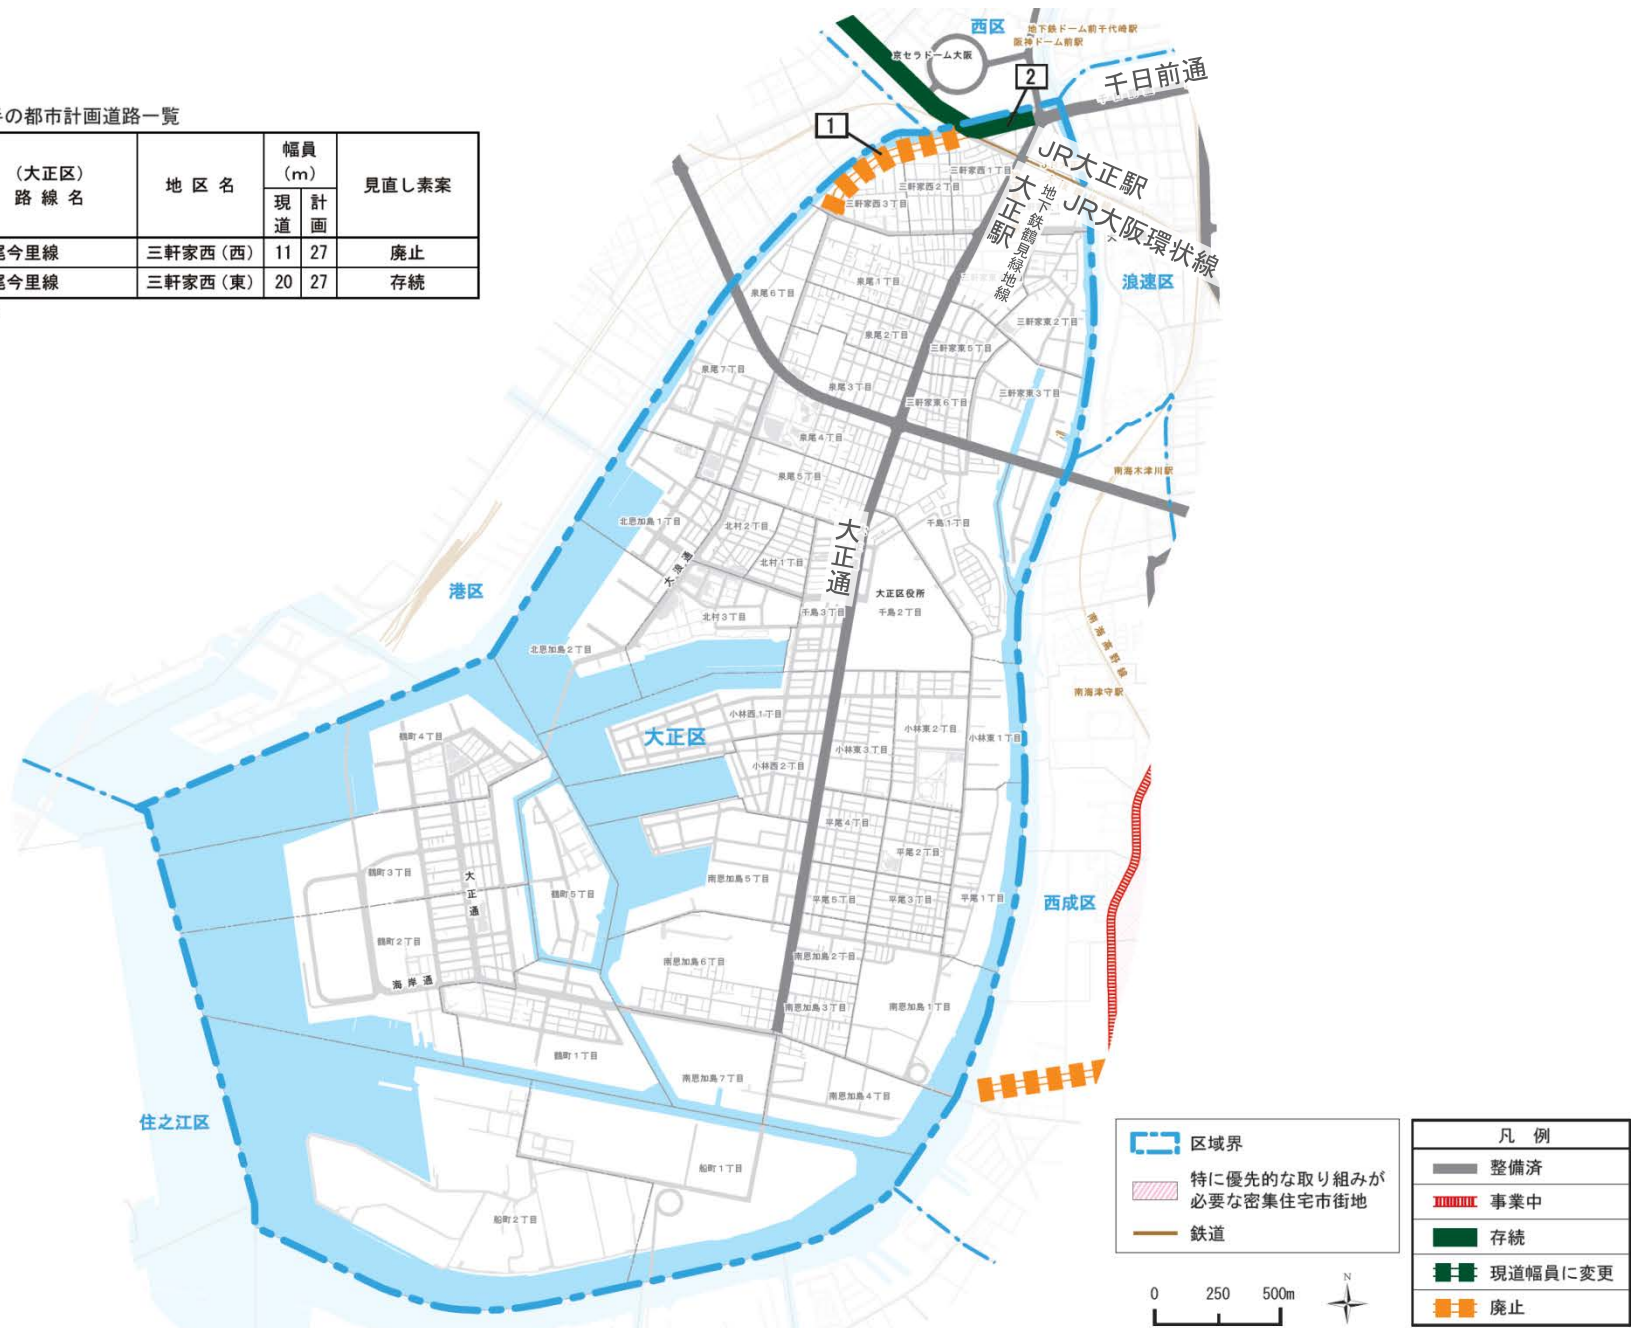 の都市計画道路一覧
(大正区)
路線名
地区名
幅員
(m)
現道
計画
見直し素案
今里線
三軒家西(西)
11
27
廃止
今里線
三軒家西(東)
20
27
存続
西区
地下鉄ドーム前千代崎駅
阪神ドーム前駅
京セラドーム大阪
2
千日前通
1
JR大正駅
三軒家西1丁目
三軒家西2丁目
三軒家西3丁目
大正駅
地下鉄鶴見緑地線
JR大阪環状線
浪速区
泉尾1丁目
泉尾6丁目
三軒家東2丁目
泉尾2丁目
三軒家東5丁目
泉尾7丁目
泉尾3丁目
三軒家東3丁目
三軒家東6丁目
泉尾4丁目
南海木津川駅
泉尾5丁目
北恩加島1丁目
北村2丁目
千島1丁目
大正通
北村1丁目
大浪通
港区
大正区役所
千島3丁目
千島2丁目
北村3丁目
南海高野線
北恩加島2丁目
南海津守駅
小林西1丁目
大正区
小林東2丁目
鶴町4丁目
小林東1丁目
小林東3丁目
小林西2丁目
平尾4丁目
平尾2丁目
鶴町3丁目
南恩加島5丁目
大正通
鶴町5丁目
平尾5丁目
平尾3丁目
平尾1丁目
西成区
鶴町2丁目
南恩加島2丁目
南恩加島6丁目
海岸通
南恩加島3丁目
南恩加島1丁目
鶴町1丁目
南恩加島7丁目
南恩加島4丁目
住之江区
船町1丁目
船町2丁目
区域界
特に優先的な取り組みが
必要な密集住宅市街地
鉄道
凡例
整備済
事業中
存続
現道幅員に変更
廃止
0 250 500m
N